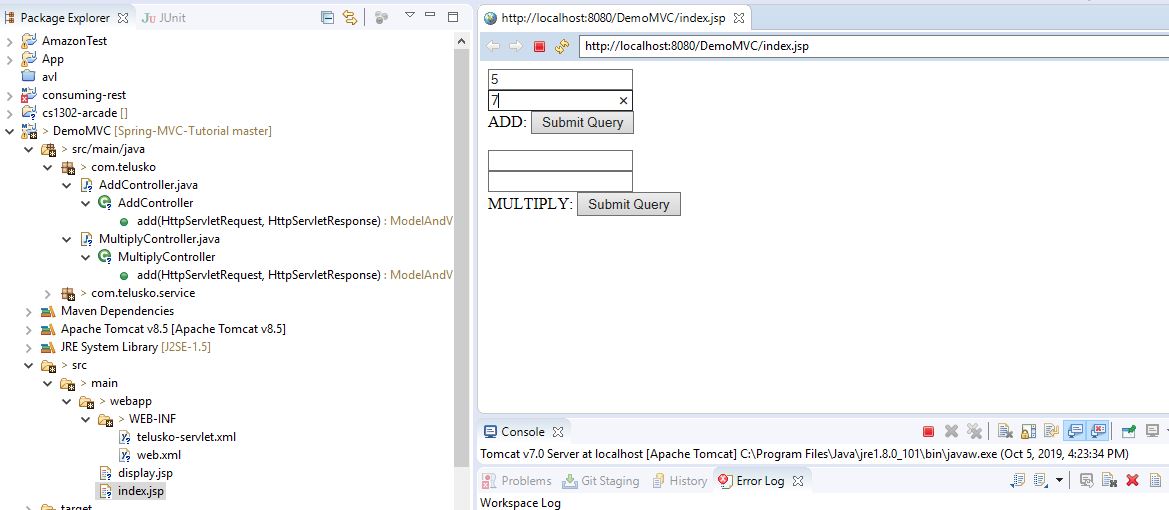 Package Explorer
JUnit
AmazonTest
App
avl
consuming-rest
cs1302-arcade []
> DemoMVC [Spring-MVC-Tutorial master]
> src/main/java
> com.telusko
AddController.java
AddController
add(HttpServletRequest, HttpServletResponse) : ModelAndV
MultiplyController.java
MultiplyController
add(HttpServletRequest, HttpServletResponse) : ModelAndV
> com.telusko.service
Maven Dependencies
Apache Tomcat v8.5 [Apache Tomcat v8.5]
JRE System Library [J2SE-1.5]
> src
> main
> webapp
> WEB-INF
telusko-servlet.xml
web.xml
display.jsp
index.jsp
target
http://localhost:8080/DemoMVC/index.jsp
http://localhost:8080/DemoMVC/index.jsp
5
7
ADD: Submit Query
MULTIPLY: Submit Query
Console
Tomcat v7.0 Server at localhost [Apache Tomcat] C:\Program Files\Java\jre1.8.0_101\bin\javaw.exe (Oct 5, 2019, 4:23:34 PM)
Problems
Git Staging
History
Error Log
Workspace Log